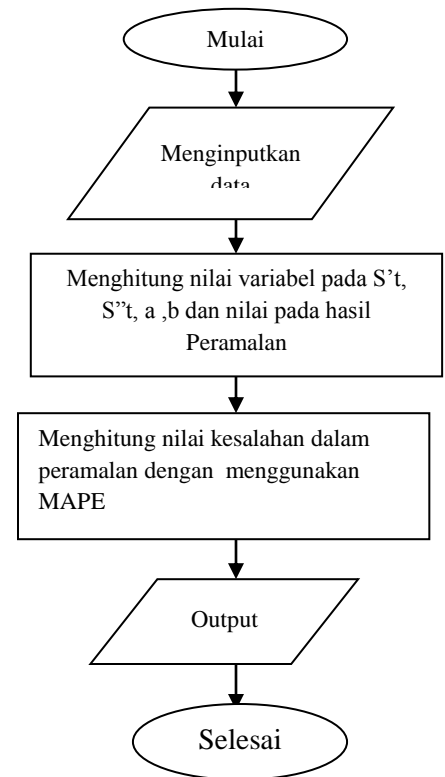 Mulai
Menginputkan
data
Menghitung nilai variabel pada S’t,
S”t, a ,b dan nilai pada hasil
Peramalan
Menghitung nilai kesalahan dalam
peramalan dengan menggunakan
MAPE
Output
Selesai